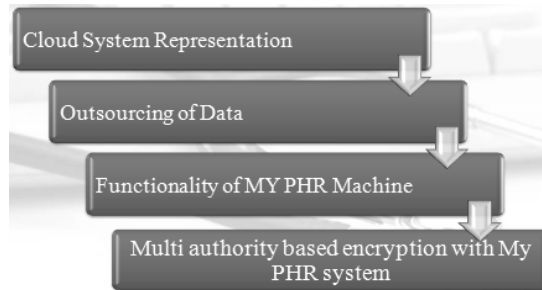 Cloud System Representation
Outsourcing of Data
Functionality of MY PHR Machine
Multi authority based encryption with My
PHR system